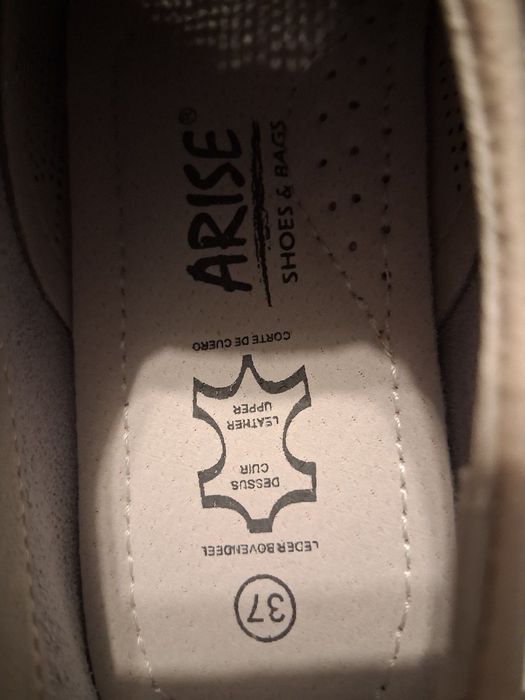 ARISE®
SHOES & BAGS
37
LEDER BOVENDEEL
DESSUS
CUIR
LEATHER
UPPER
CORTE DE CUERO